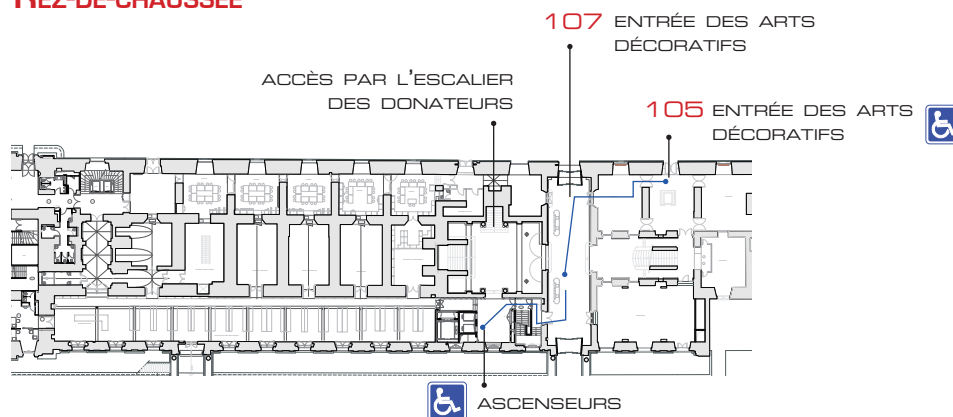 REZ-DE-CHAUSSÉE
107 ENTRÉE DES ARTS
DÉCORATIFS
ACCÈS PAR L'ESCALIER
DES DONATEURS
105 ENTRÉE DES ARTS
DÉCORATIFS
ASCENSEURS